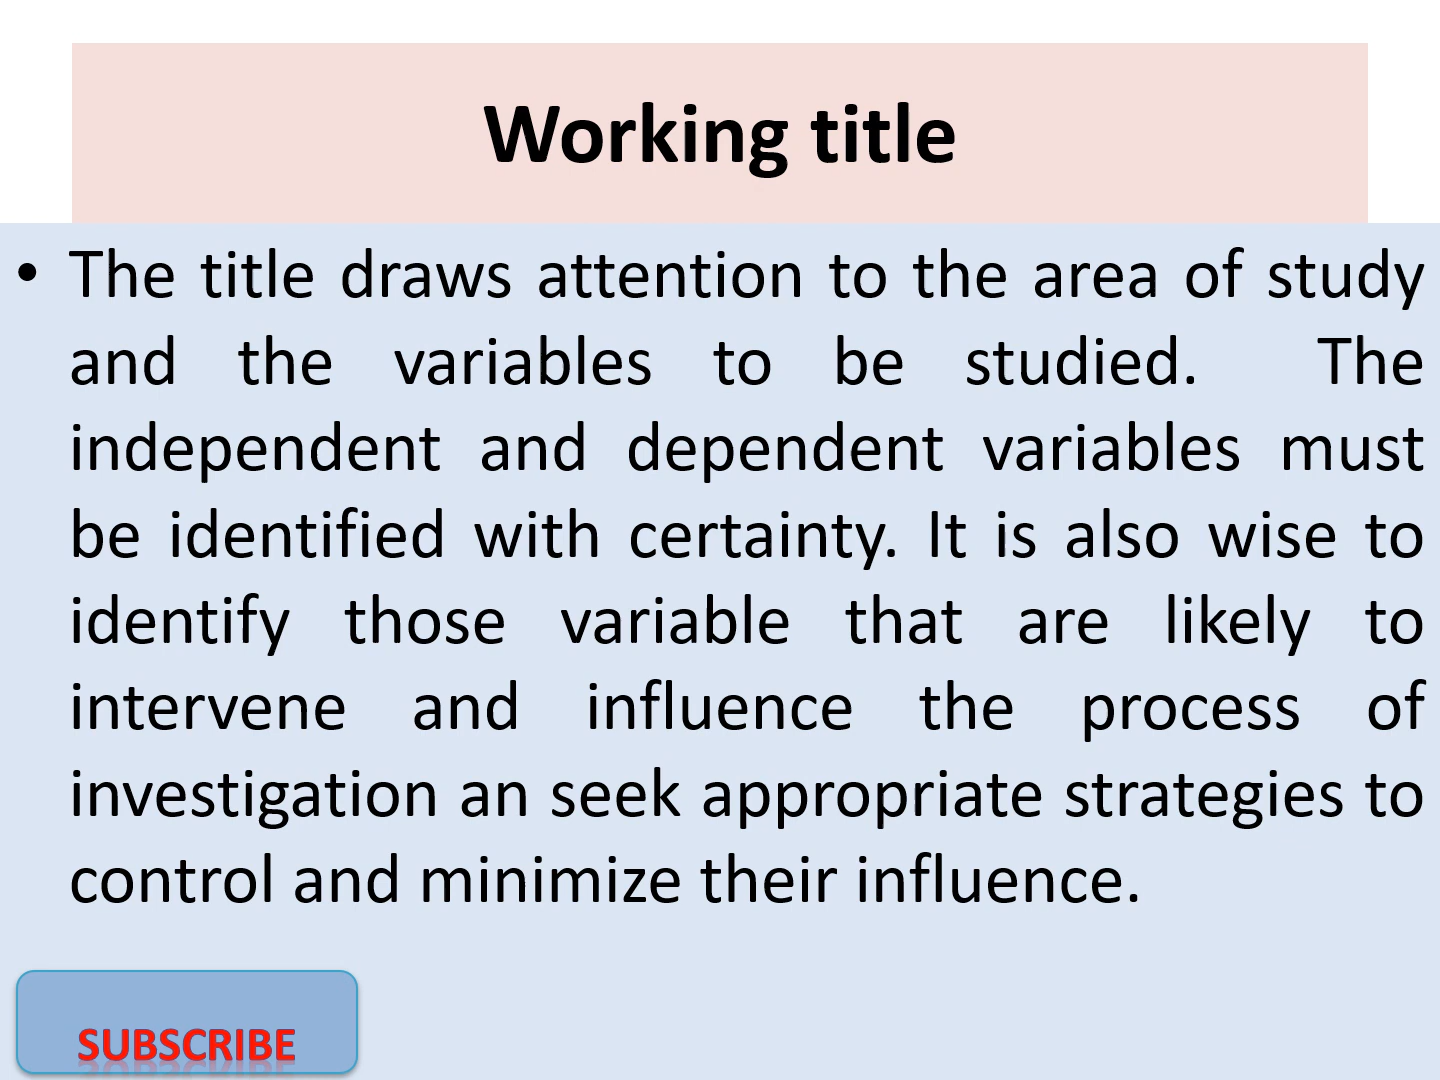 Working title
• The title draws attention to the area of study
and the variables to be studied. The
independent and dependent variables must
be identified with certainty. It is also wise to
identify those variable that are likely to
intervene and influence the process of
investigation an seek appropriate strategies to
control and minimize their influence.
SUBSCRIBE